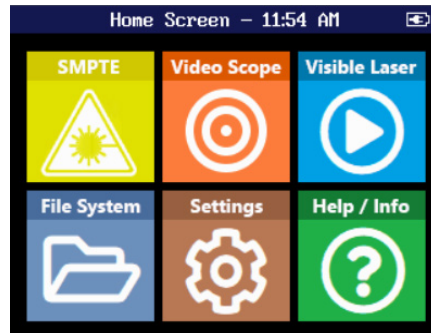 Home Screen – 11:54 AM
SMPTE
Video Scope
Visible Laser
File System
Settings
Help / Info
?